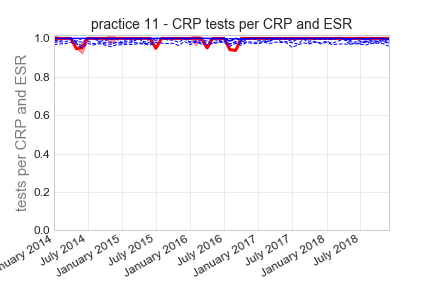 practice 11 - CRP tests per CRP and ESR
tests per CRP and ESR
1.0
0.8
0.6
0.4
0.2
0.0
nuary 2014
July 2014
January 2015
July 2015
January 2016
July 2016
January 2017
July 2017
January 2018
July 2018